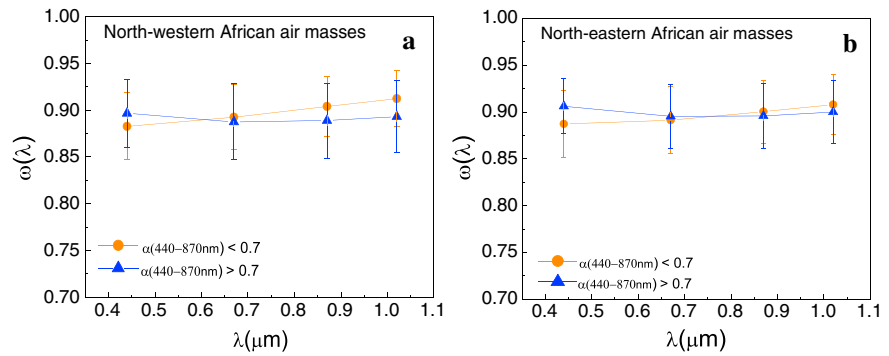 North-western African air masses
a
1.00
0.95
0.90
0.85
0.80
0.75
0.70
ω(λ)
α(440−870nm) < 0.7
α(440−870nm) > 0.7
0.4 0.5 0.6 0.7 0.8 0.9 1.0 1.1
λ(μm)
North-eastern African air masses
b
1.00
0.95
0.90
0.85
0.80
0.75
0.70
ω(λ)
α(440−870nm) < 0.7
α(440−870nm) > 0.7
0.4 0.5 0.6 0.7 0.8 0.9 1.0 1.1
λ(μm)